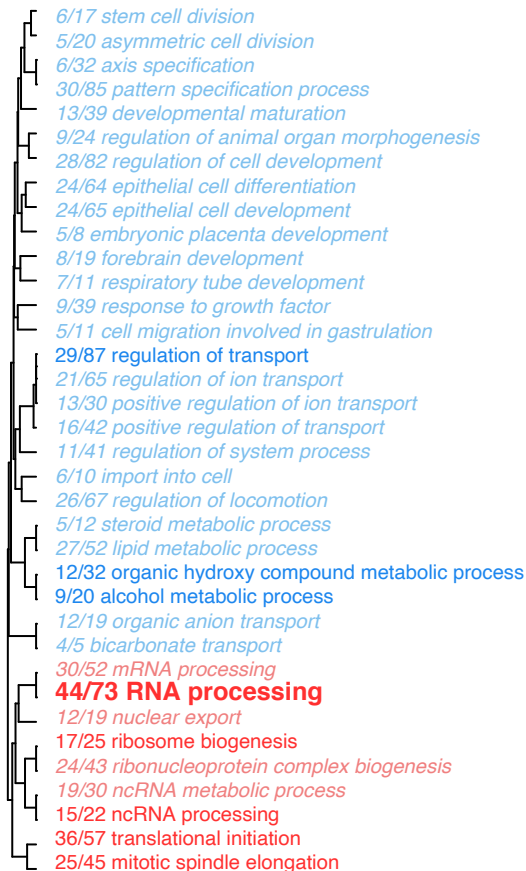 6/17 stem cell division
5/20 asymmetric cell division
6/32 axis specification
30/85 pattern specification process
13/39 developmental maturation
9/24 regulation of animal organ morphogenesis
28/82 regulation of cell development
24/64 epithelial cell differentiation
24/65 epithelial cell development
5/8 embryonic placenta development
8/19 forebrain development
7/11 respiratory tube development
9/39 response to growth factor
5/11 cell migration involved in gastrulation
29/87 regulation of transport
21/65 regulation of ion transport
13/30 positive regulation of ion transport
16/42 positive regulation of transport
11/41 regulation of system process
6/10 import into cell
26/67 regulation of locomotion
5/12 steroid metabolic process
27/52 lipid metabolic process
12/32 organic hydroxy compound metabolic process
9/20 alcohol metabolic process
12/19 organic anion transport
4/5 bicarbonate transport
30/52 mRNA processing
44/73 RNA processing
12/19 nuclear export
17/25 ribosome biogenesis
24/43 ribonucleoprotein complex biogenesis
19/30 ncRNA metabolic process
15/22 ncRNA processing
36/57 translational initiation
25/45 mitotic spindle elongation